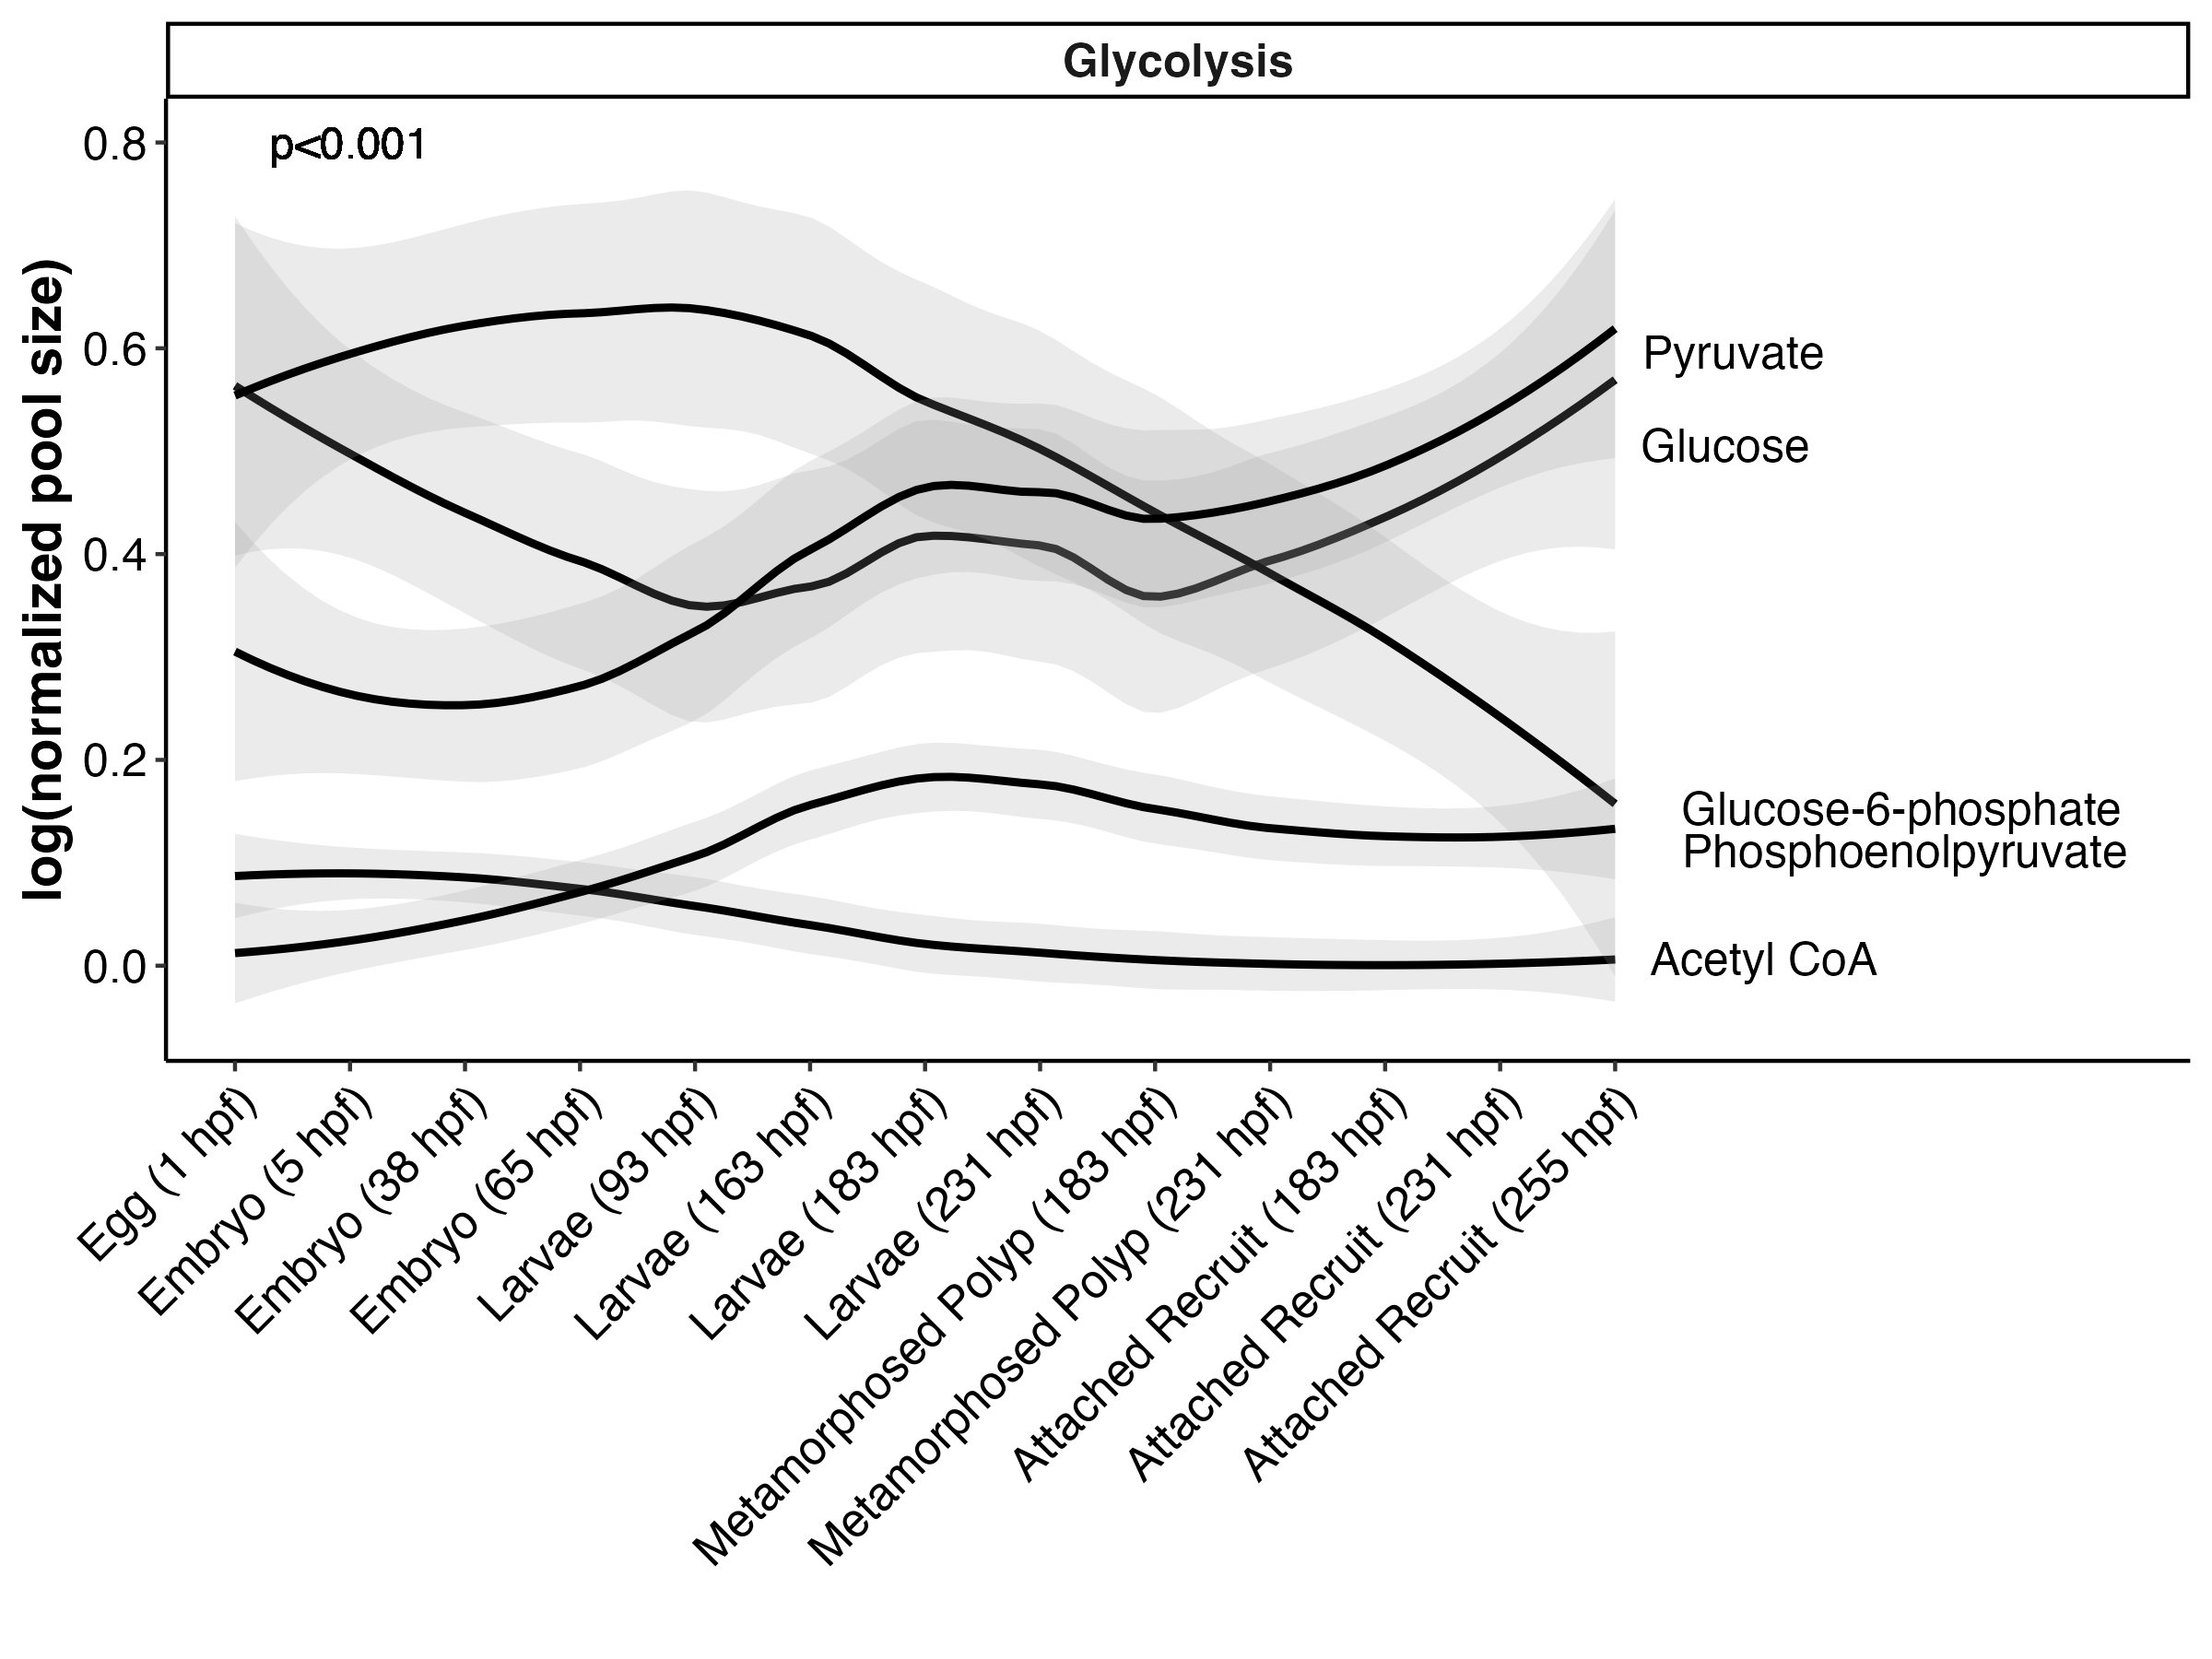 Glycolysis
p<0.001
log(normalized pool size)
0.8
0.6
0.4
0.2
0.0
Pyruvate
Glucose
Glucose-6-phosphate
Phosphoenolpyruvate
Acetyl CoA
Egg (1 hpf)
Embryo (5 hpf)
Embryo (38 hpf)
Embryo (65 hpf)
Larvae (93 hpf)
Larvae (163 hpf)
Larvae (183 hpf)
Larvae (231 hpf)
Metamorphosed Polyp (183 hpf)
Metamorphosed Polyp (231 hpf)
Attached Recruit (183 hpf)
Attached Recruit (231 hpf)
Attached Recruit (255 hpf)